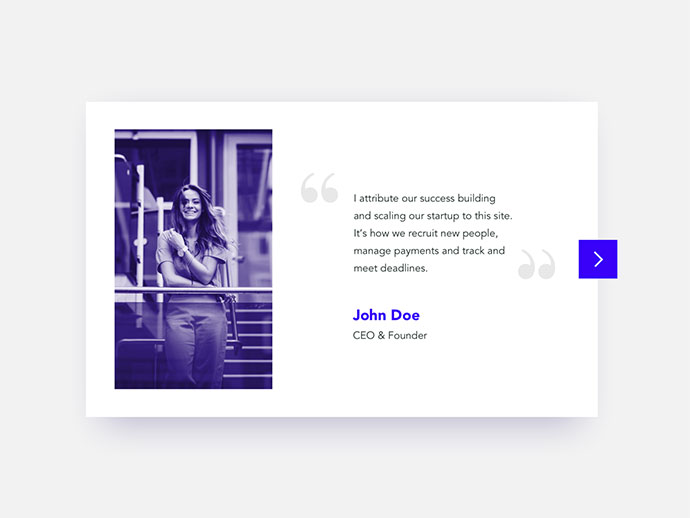 I attribute our success building
and scaling our startup to this site.
It’s how we recruit new people,
manage payments and track and
meet deadlines.
John Doe
CEO & Founder